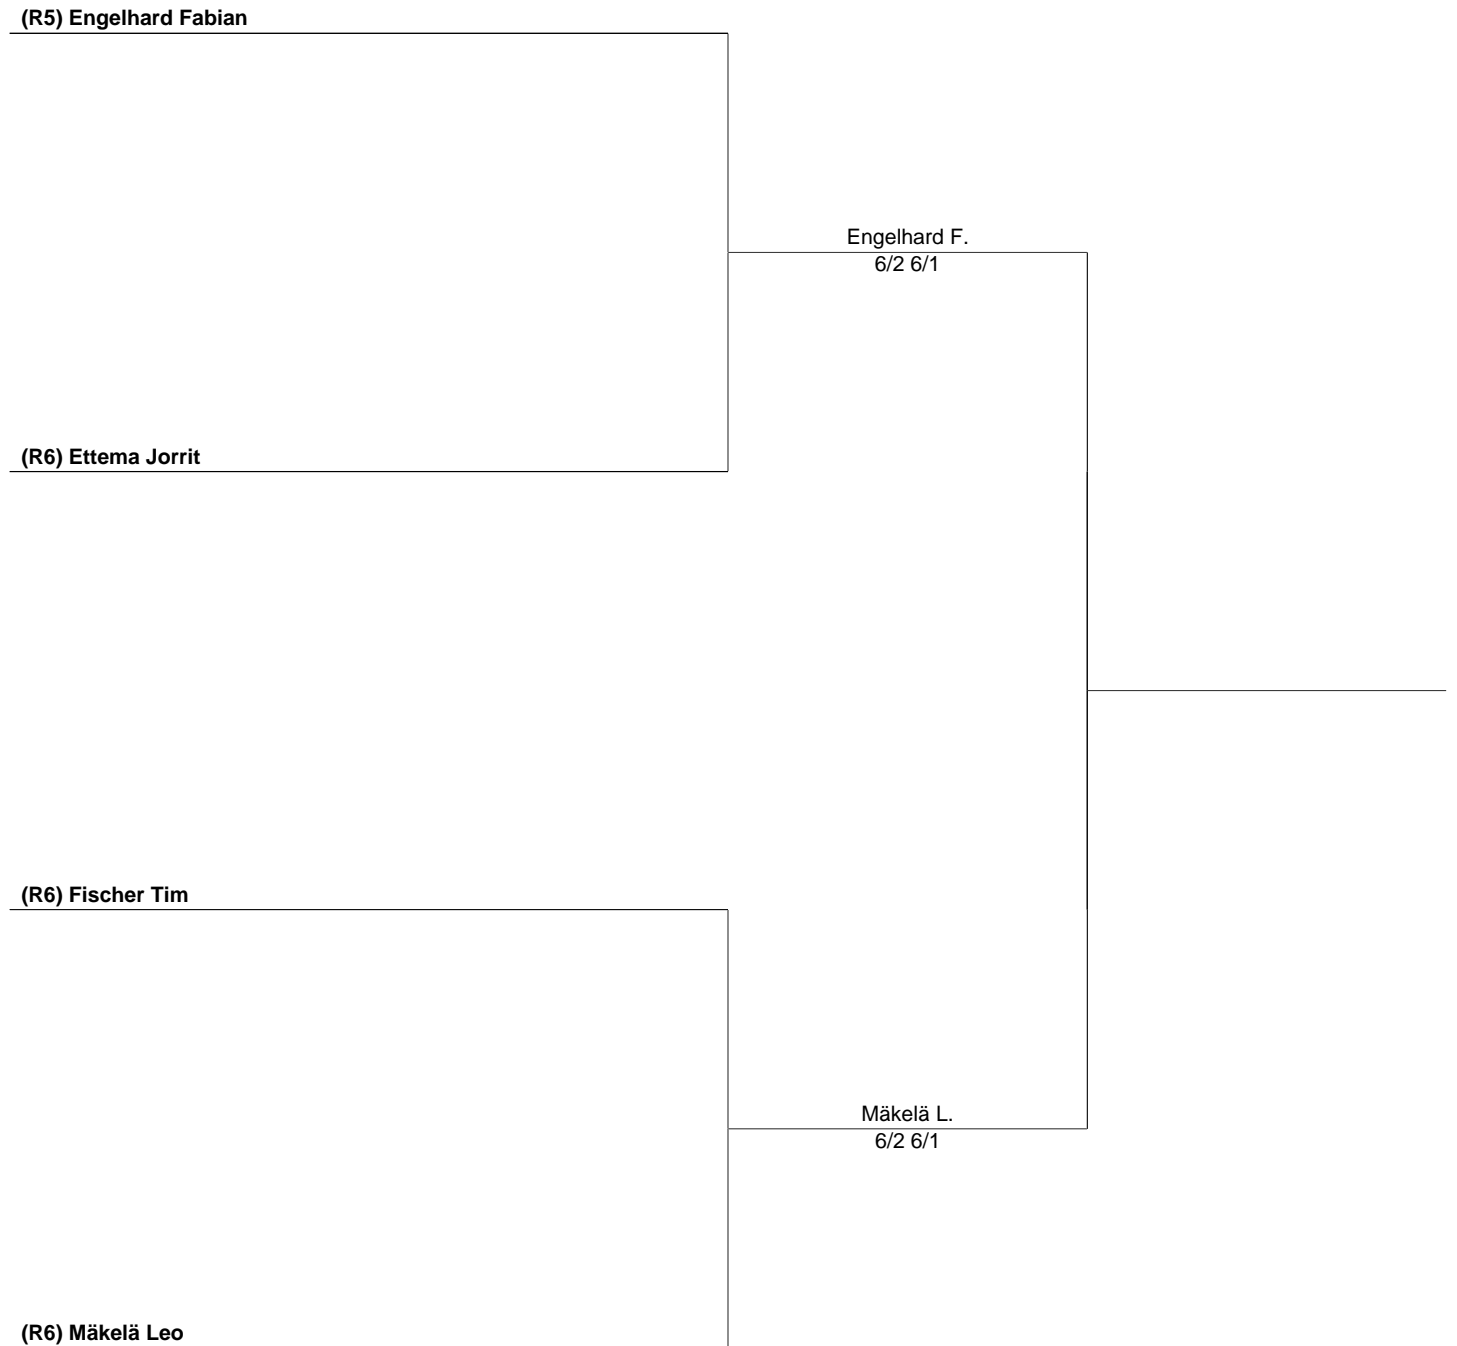 (R5) Engelhard Fabian
Engelhard F.
6/2 6/1
(R6) Ettema Jorrit
(R6) Fischer Tim
Mäkelä L.
6/2 6/1
(R6) Mäkelä Leo